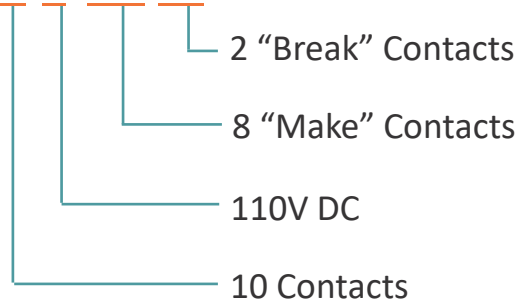 2 “Break” Contacts
8 “Make” Contacts
110V DC
10 Contacts